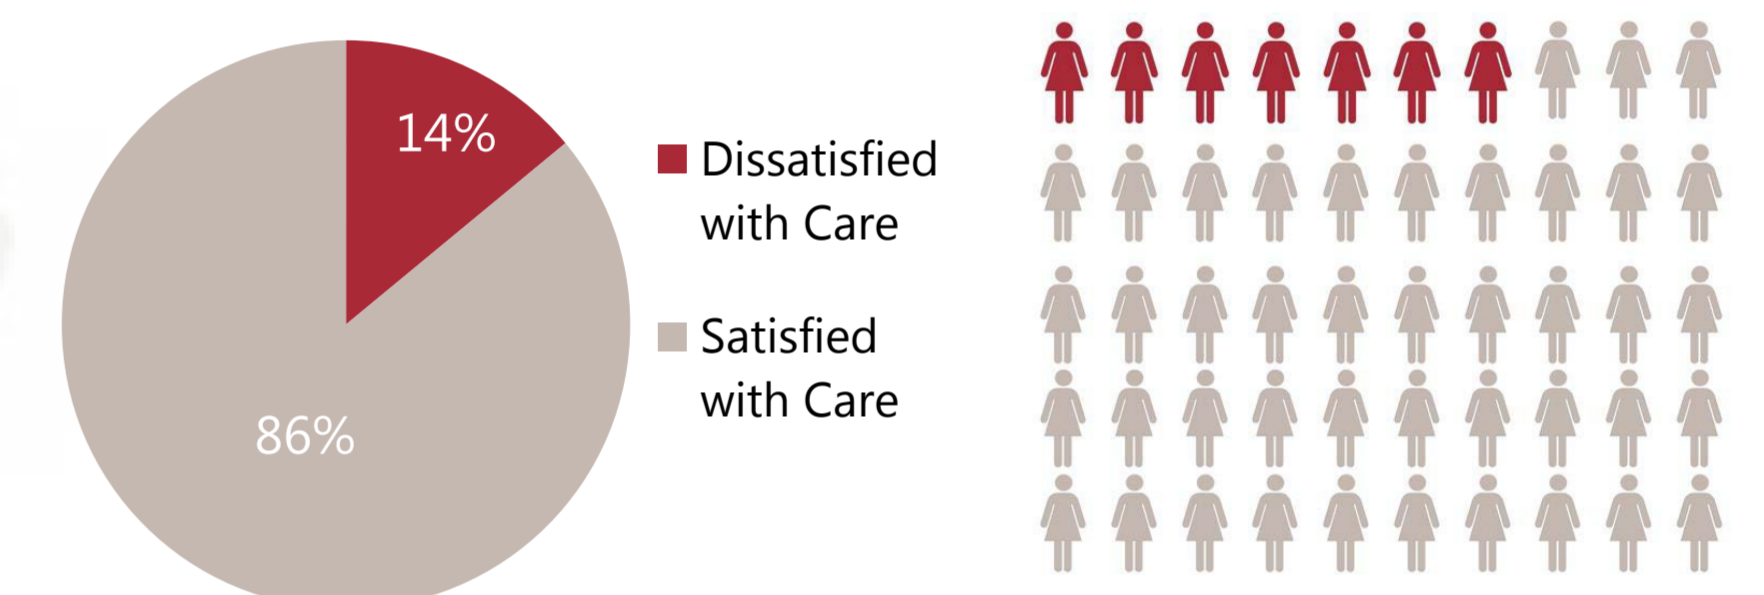 14%
86%
Dissatisfied
with Care
Satisfied
with Care